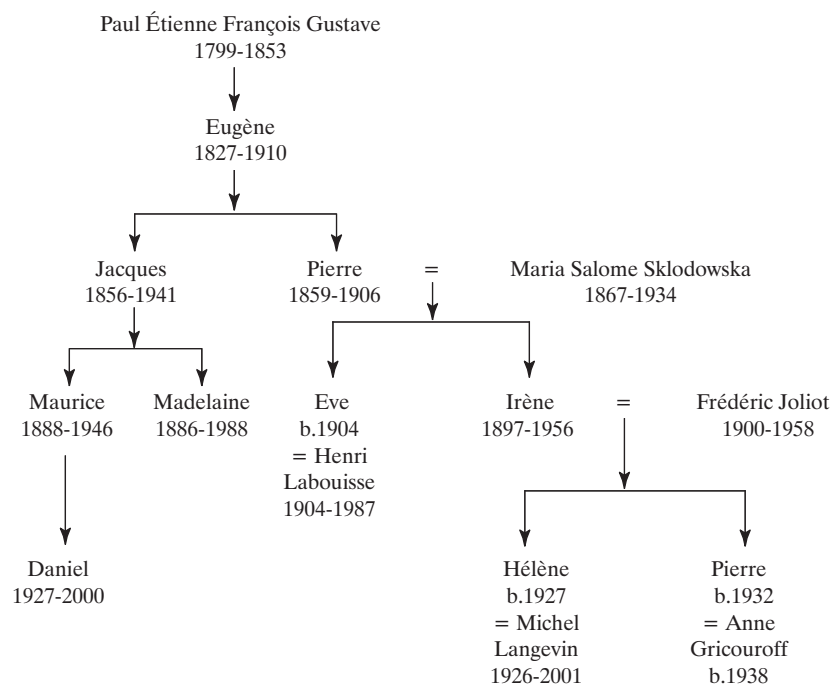 Paul Étienne François Gustave
1799-1853
Eugène
1827-1910
Jacques
1856-1941
Pierre
1859-1906
=
Maria Salome Sklodowska
1867-1934
Maurice
1888-1946
Madelaine
1886-1988
Eve
b.1904
= Henri
Labouisse
1904-1987
Irène
1897-1956
=
Frédéric Joliot
1900-1958
Daniel
1927-2000
Hélène
b.1927
= Michel
Langevin
1926-2001
Pierre
b.1932
= Anne
Gricouroff
b.1938